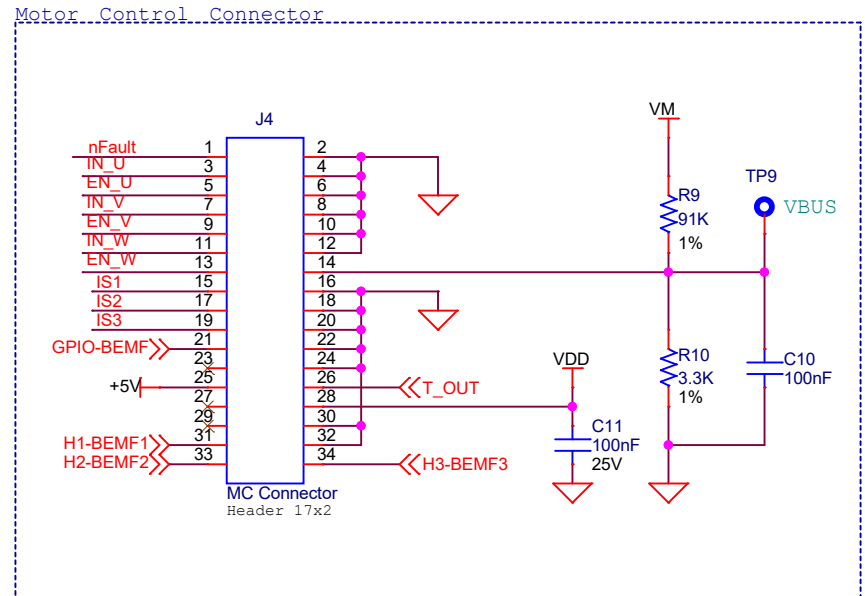 Motor Control Connector
J4
VM
TP9
VBUS
R9
91K
1%
nFault 1 2
IN_U 3 4
EN_U 5 6
IN_V 7 8
EN_V 9 10
IN_W 11 12
EN_W 13 14
IS1 15 16
IS2 17 18
IS3 19 20
GPIO-BEMF 21 22
23 24
+5V 25 26 T_OUT
27 28
29 30
H1-BEMF1 31 32
H2-BEMF2 33 34 H3-BEMF3
VDD
R10
3.3K
1%
C10
100nF
C11
100nF
25V
MC Connector
Header 17x2